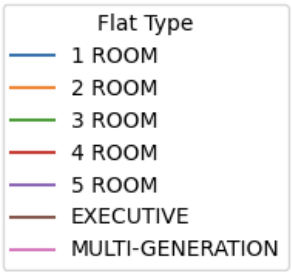 Flat Type
1 ROOM
2 ROOM
3 ROOM
4 ROOM
5 ROOM
EXECUTIVE
MULTI-GENERATION